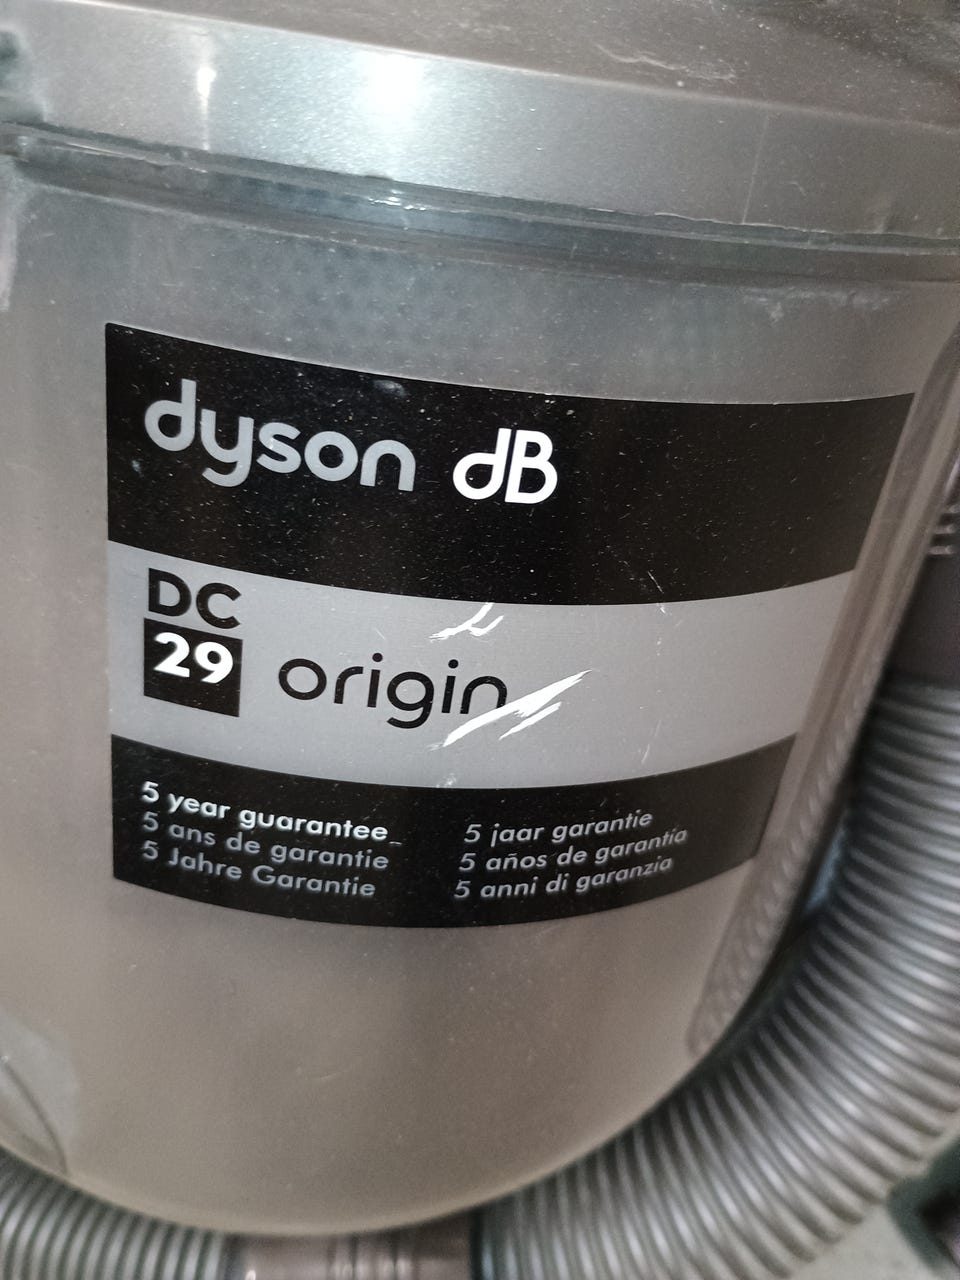 dyson dB
DC
29 origin
5 year guarantee
5 ans de garantie
5 Jahre Garantie
5 jaar garantie
5 años de garantía
5 anni di garanzia